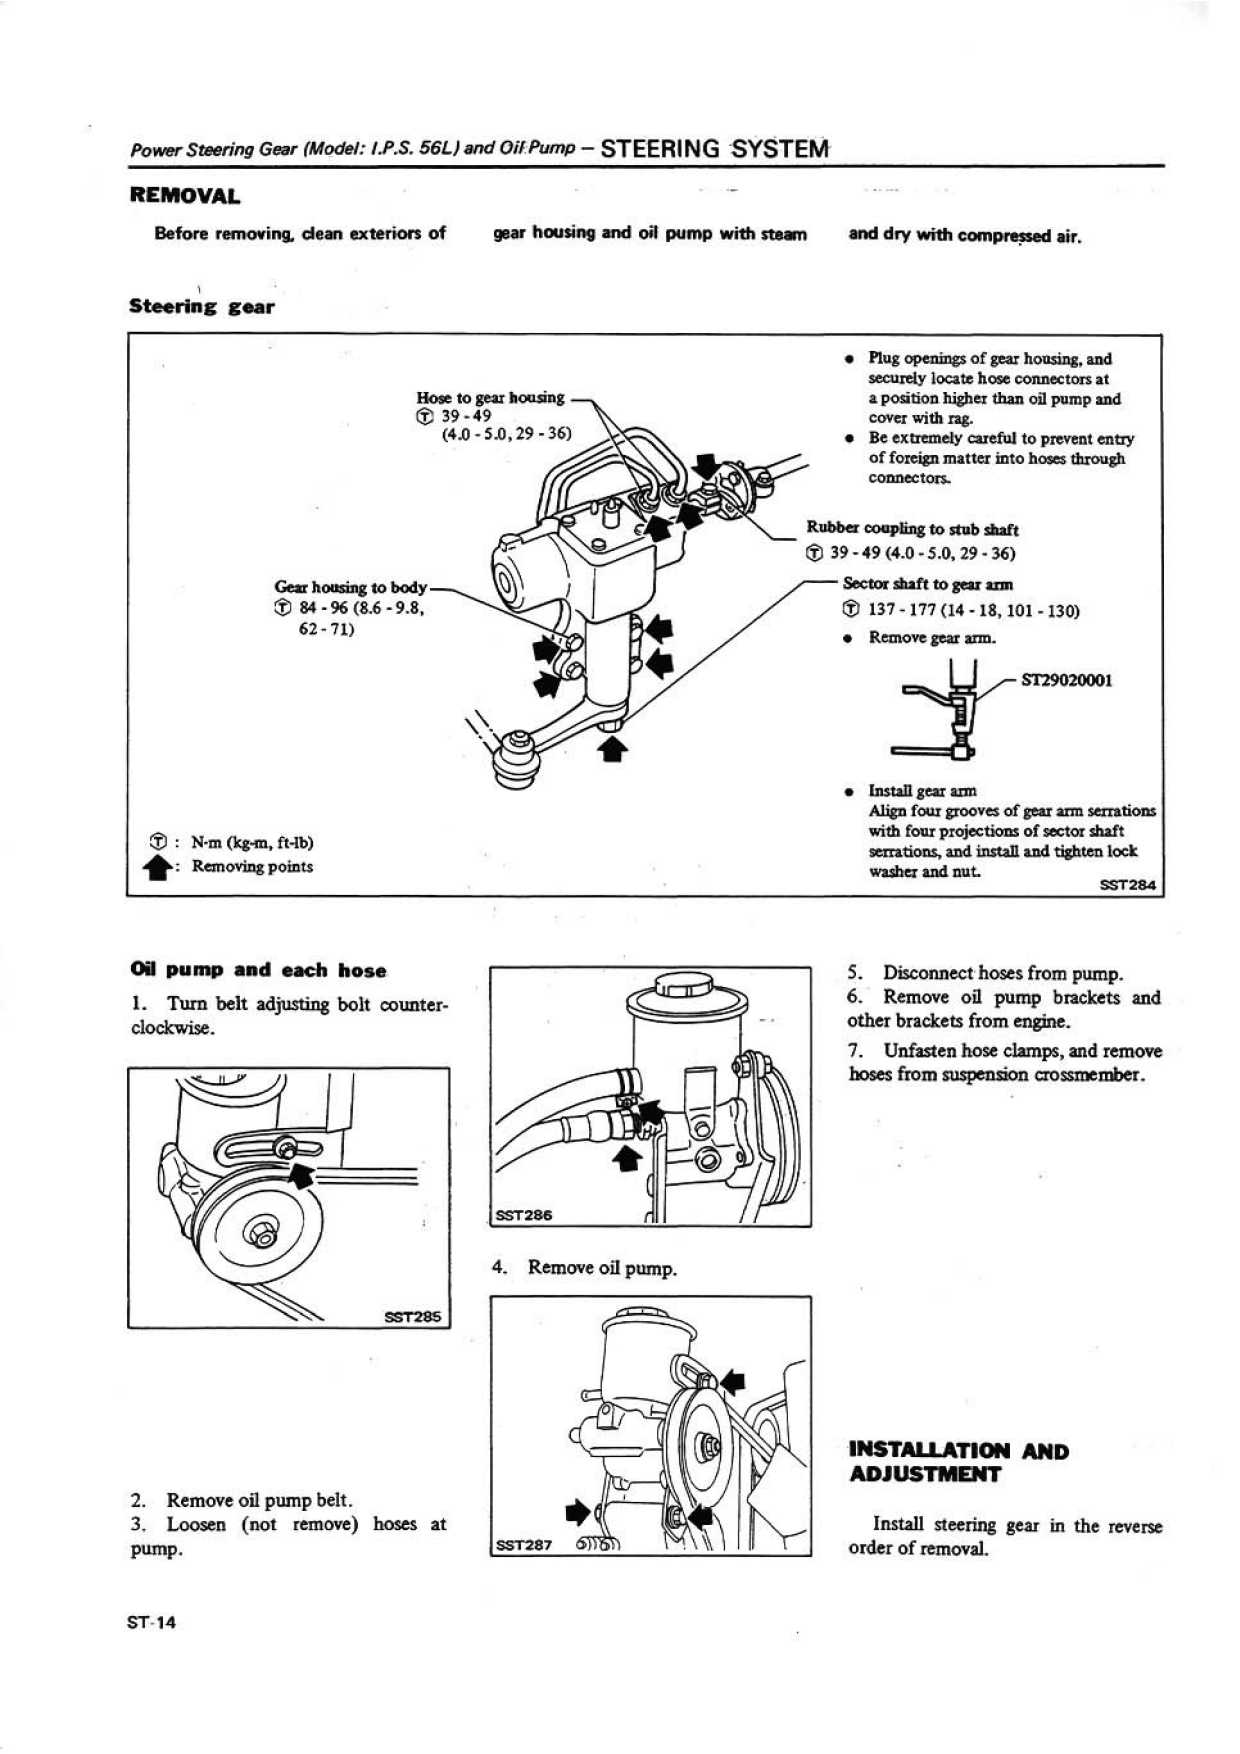 Power Steering Gear (Model: I.P.S. 56L) and Oil Pump – STEERING SYSTEM
REMOVAL
Before removing, clean exteriors of gear housing and oil pump with steam and dry with compressed air.
Steering gear
Hose to gear housing
Ⓣ 39 - 49
(4.0 - 5.0, 29 - 36)
Gear housing to body
Ⓣ 84 - 96 (8.6 - 9.8,
62 - 71)
• Plug openings of gear housing, and
securely locate hose connectors at
a position higher than oil pump and
cover with rag.
• Be extremely careful to prevent entry
of foreign matter into hoses through
connectors.
Rubber coupling to stub shaft
Ⓣ 39 - 49 (4.0 - 5.0, 29 - 36)
Sector shaft to gear arm
Ⓣ 137 - 177 (14 - 18, 101 - 130)
• Remove gear arm.
ST29020001
• Install gear arm
Align four grooves of gear arm serrations
with four projections of sector shaft
serrations, and install and tighten lock
washer and nut.
Ⓣ : N·m (kg-m, ft-lb)
: Removing points
SST284
Oil pump and each hose
1. Turn belt adjusting bolt counter-
clockwise.
SST285
2. Remove oil pump belt.
3. Loosen (not remove) hoses at
pump.
SST286
4. Remove oil pump.
SST287
5. Disconnect hoses from pump.
6. Remove oil pump brackets and
other brackets from engine.
7. Unfasten hose clamps, and remove
hoses from suspension crossmember.
INSTALLATION AND
ADJUSTMENT
Install steering gear in the reverse
order of removal.
ST-14